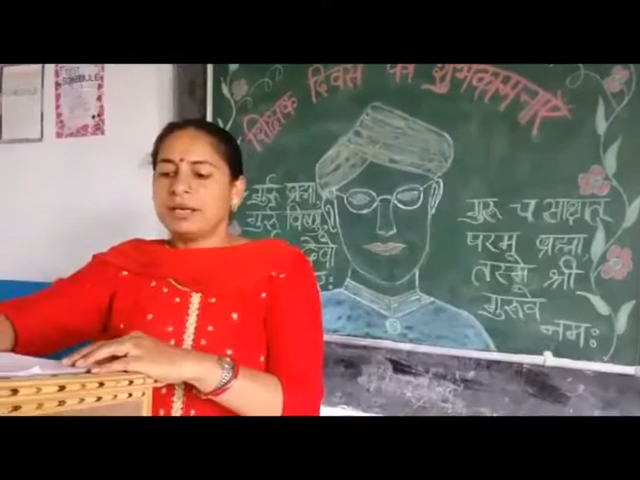 शिक्षक दिवस की शुभकामनाएँ
गुरु ब्रह्मा,
गुरु विष्णु
देवो
गुरू च साक्षात
परमृ ब्रह्मा,
तस्मै श्री
गुरूवे
नमः